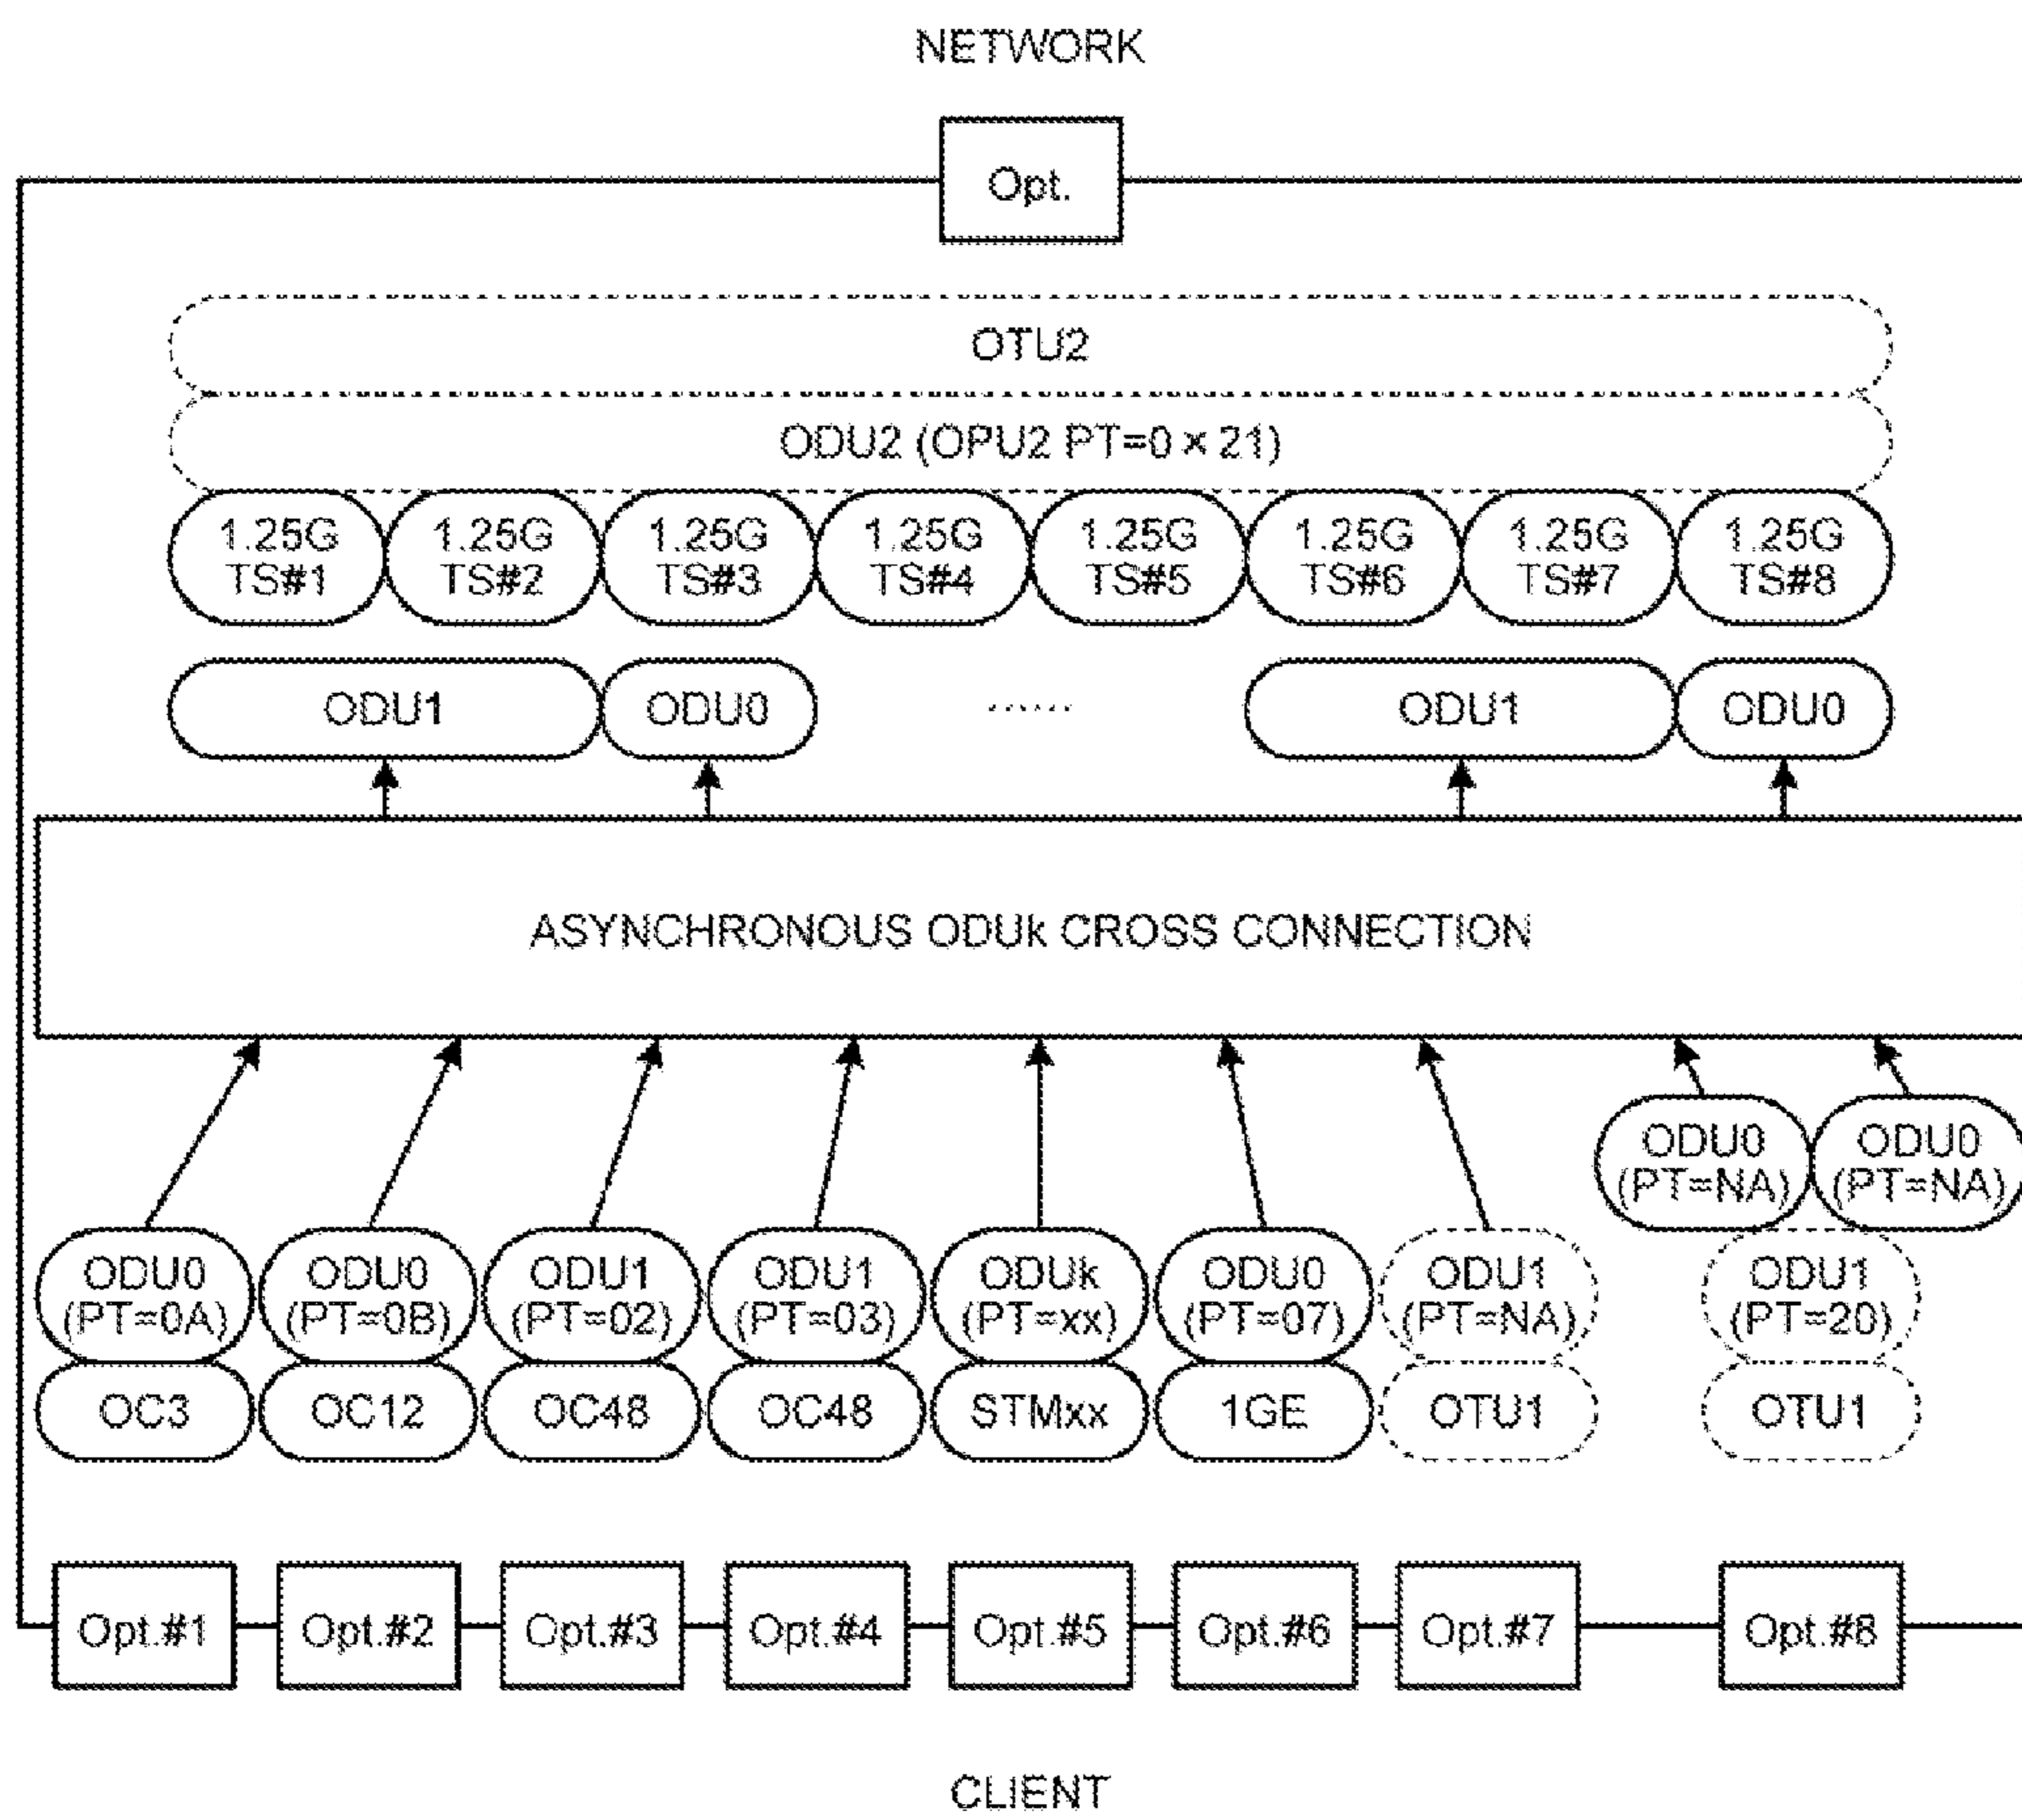 NETWORK
Opt.
OTU2
ODU2 (OPU2 PT=0 × 21)
1.25G 1.25G 1.25G 1.25G 1.25G 1.25G 1.25G 1.25G
TS#1 TS#2 TS#3 TS#4 TS#5 TS#6 TS#7 TS#8
ODU1 ODU0 ...... ODU1 ODU0
ASYNCHRONOUS ODUk CROSS CONNECTION
ODU0 ODU0
(PT=NA) (PT=NA)
ODU0 ODU0 ODU1 ODU1 ODUk ODU0 ODU1 ODU1
(PT=0A) (PT=0B) (PT=02) (PT=03) (PT=xx) (PT=07) (PT=NA) (PT=20)
OC3 OC12 OC48 OC48 STMxx 1GE OTU1 OTU1
Opt.#1 Opt.#2 Opt.#3 Opt.#4 Opt.#5 Opt.#6 Opt.#7 Opt.#8
CLIENT